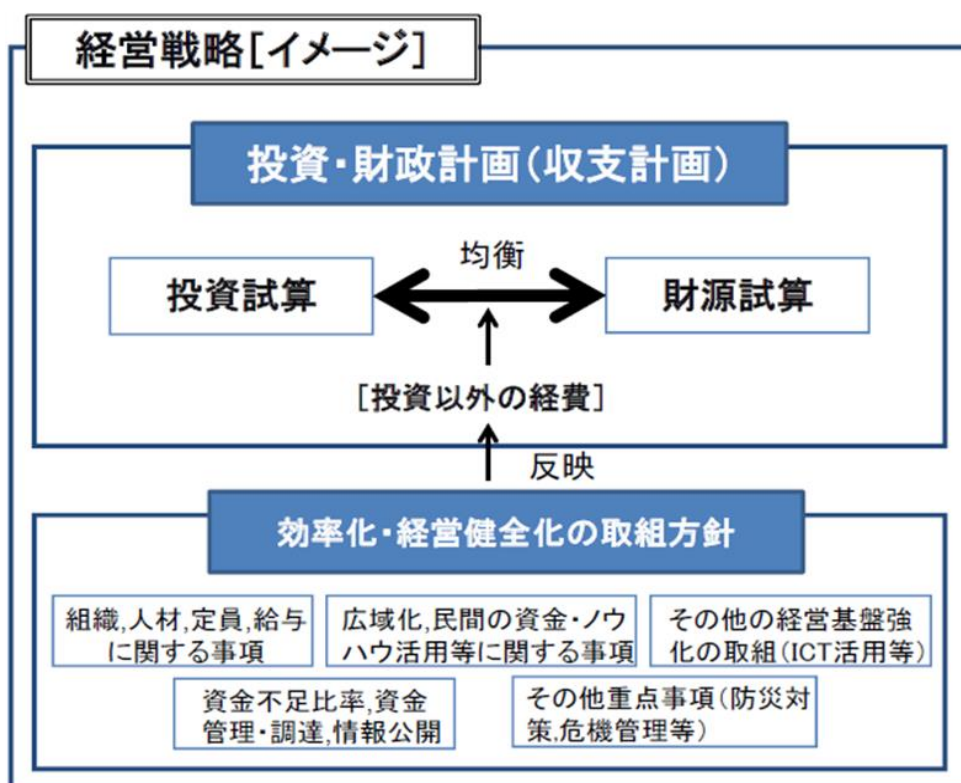 経営戦略[イメージ]
投資・財政計画(収支計画)
均衡
投資試算
財源試算
[投資以外の経費]
反映
効率化・経営健全化の取組方針
組織,人材,定員,給与
に関する事項
広域化,民間の資金・ノウ
ハウ活用等に関する事項
その他の経営基盤強
化の取組(ICT活用等)
資金不足比率,資金
管理・調達,情報公開
その他重点事項(防災対
策,危機管理等)